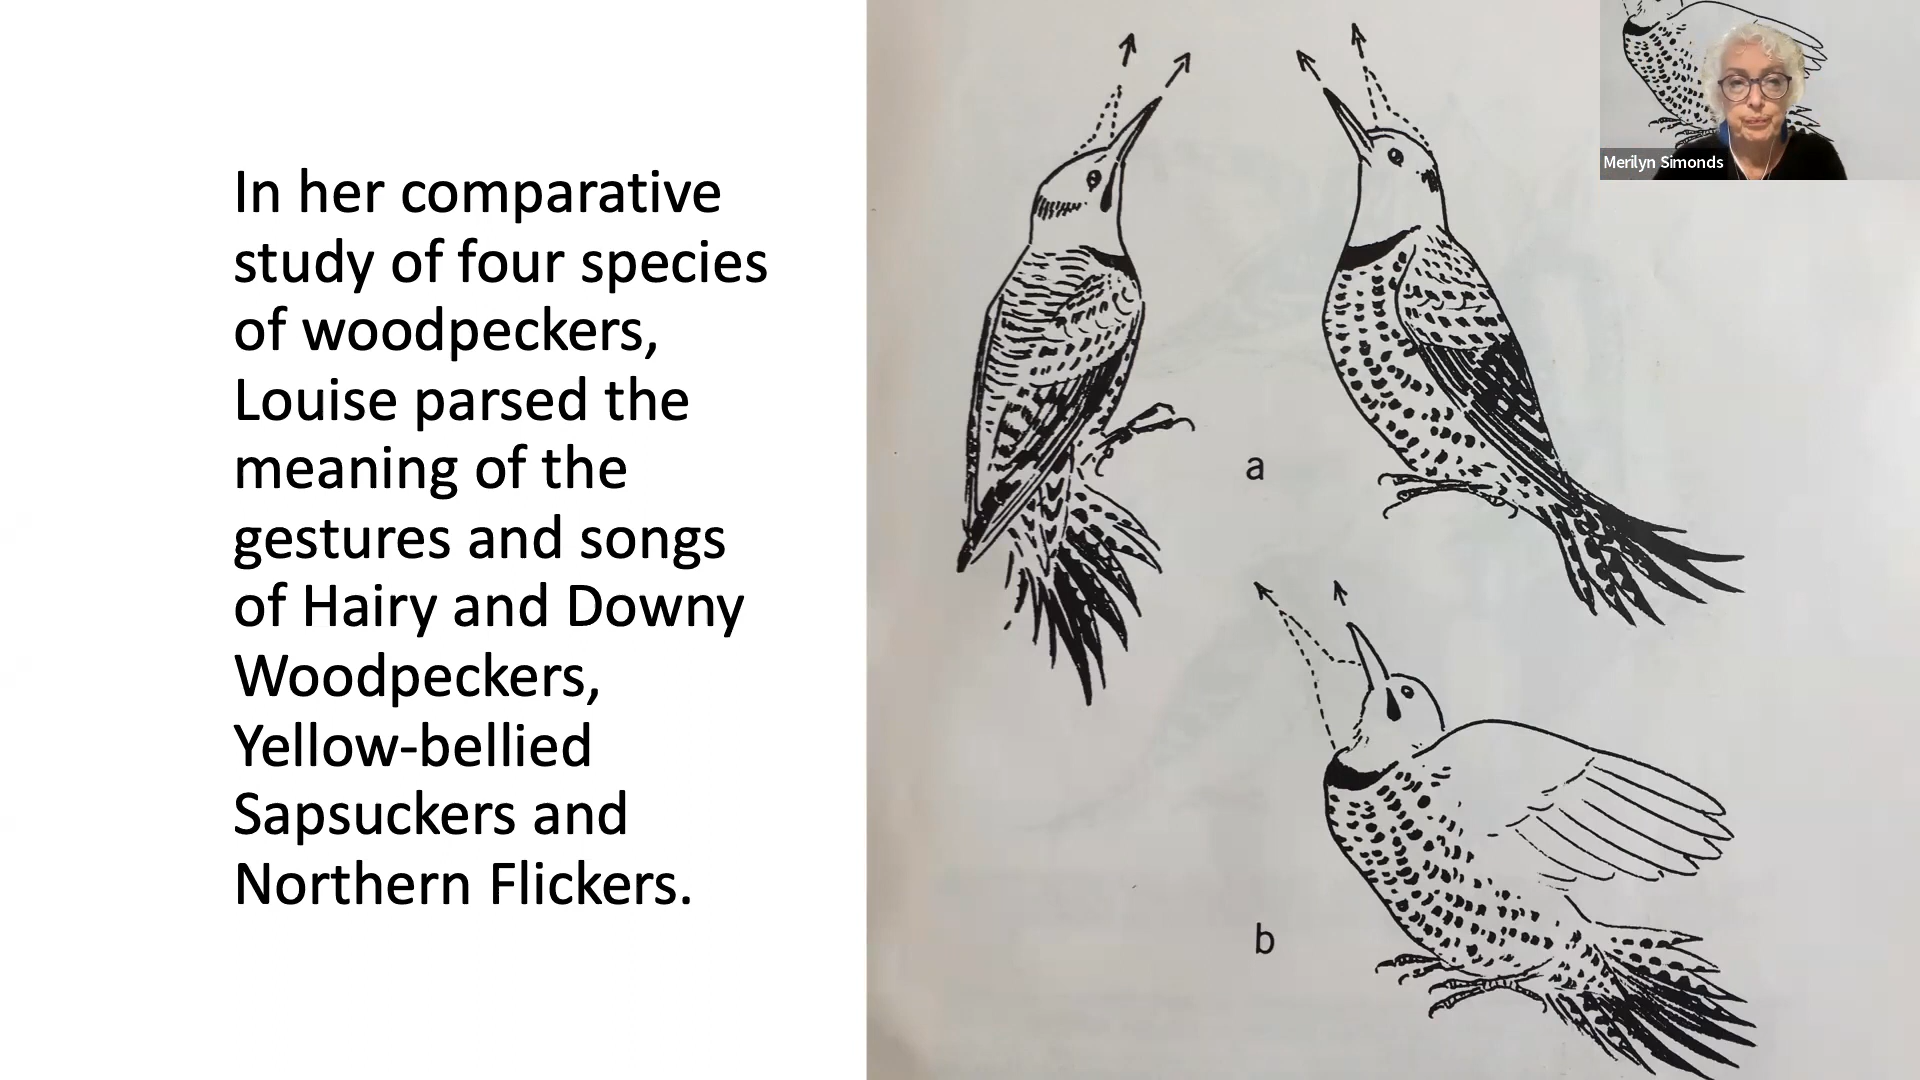 In her comparative
study of four species
of woodpeckers,
Louise parsed the
meaning of the
gestures and songs
of Hairy and Downy
Woodpeckers,
Yellow-bellied
Sapsuckers and
Northern Flickers.
a
b
Merilyn Simonds